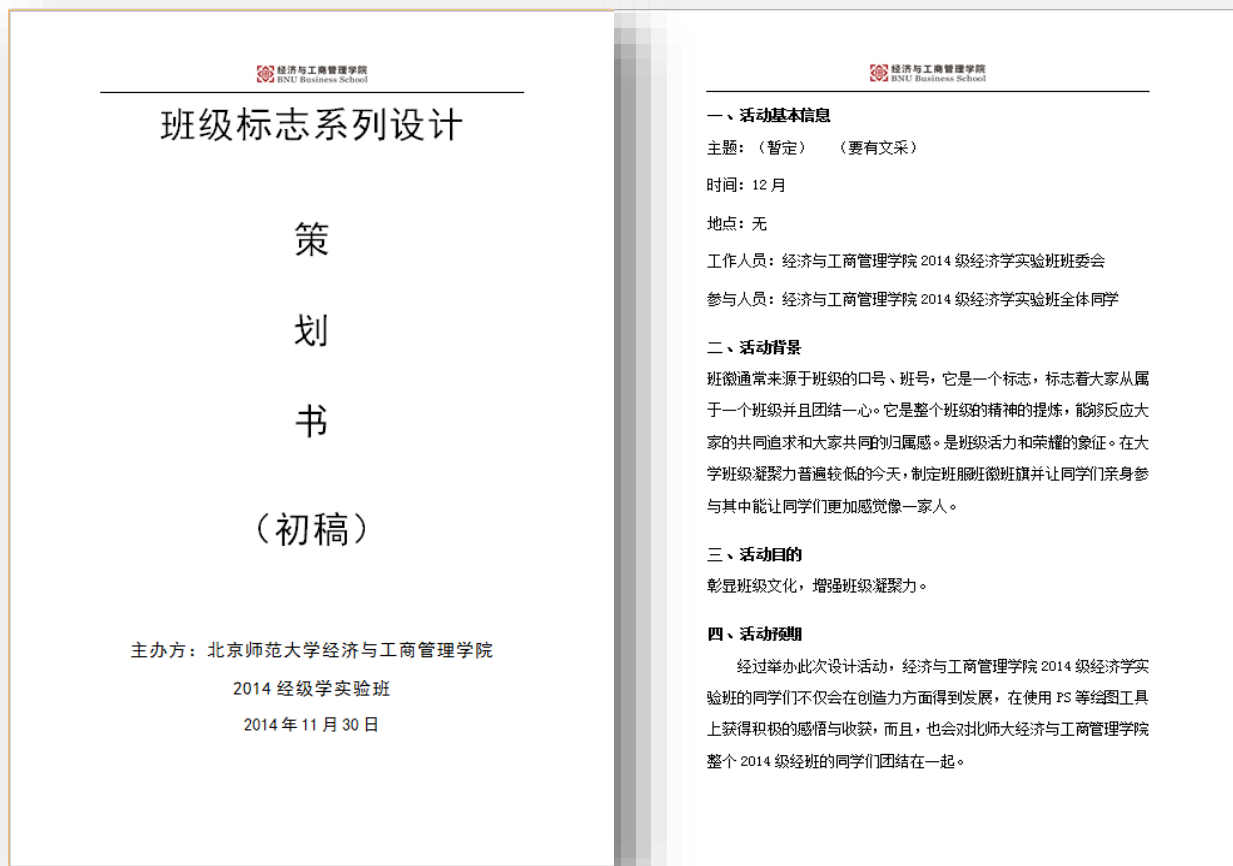 经济与工商管理学院
BNU Business School
班级标志系列设计
策
划
书
（初稿）
主办方：北京师范大学经济与工商管理学院
2014 经级学实验班
2014 年 11 月 30 日
经济与工商管理学院
BNU Business School
一、活动基本信息
主题：（暂定） （要有文采）
时间：12 月
地点：无
工作人员：经济与工商管理学院 2014 级经济学实验班班委会
参与人员：经济与工商管理学院 2014 级经济学实验班全体同学
二、活动背景
班徽通常来源于班级的口号、班号，它是一个标志，标志着大家从属
于一个班级并且团结一心。它是整个班级的精神的提炼，能够反应大
家的共同追求和大家共同的归属感。是班级活力和荣耀的象征。在大
学班级凝聚力普遍较低的今天，制定班服班徽班旗并让同学们亲身参
与其中能让同学们更加感觉像一家人。
三、活动目的
彰显班级文化，增强班级凝聚力。
四、活动预期
经过举办此次设计活动，经济与工商管理学院 2014 级经济学实
验班的同学们不仅会在创造力方面得到发展，在使用 PS 等绘图工具
上获得积极的感悟与收获，而且，也会对北师大经济与工商管理学院
整个 2014 级经班的同学们团结在一起。